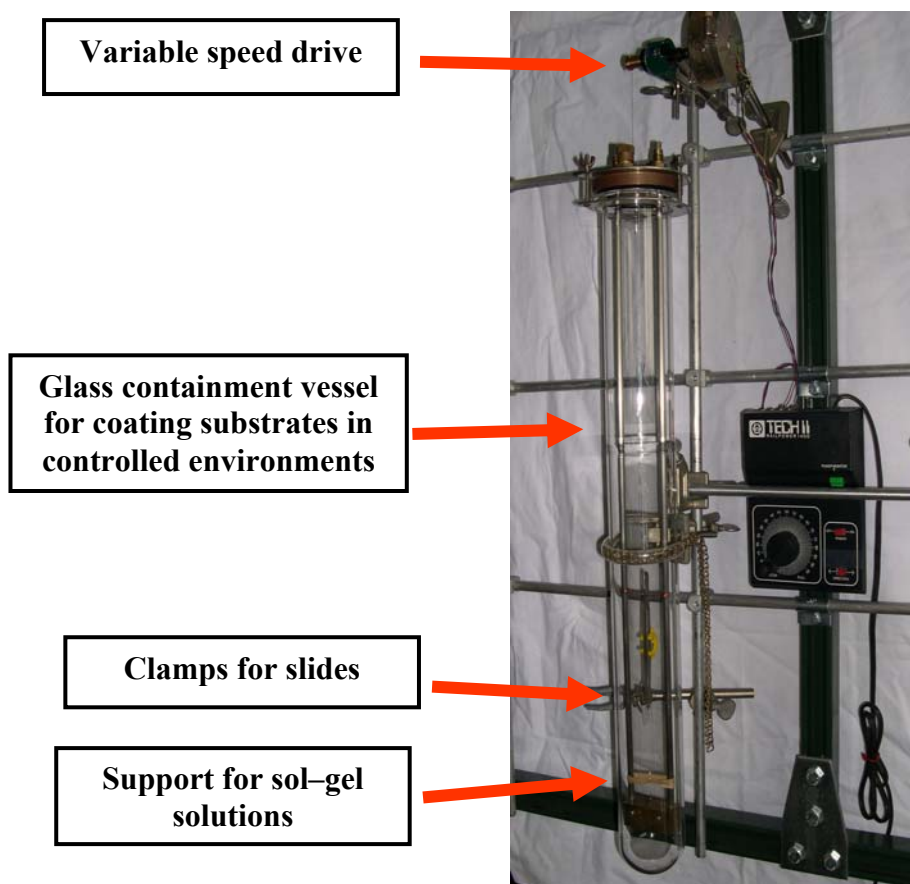 Variable speed drive
Glass containment vessel
for coating substrates in
controlled environments
TECH II
Clamps for slides
Support for sol–gel
solutions